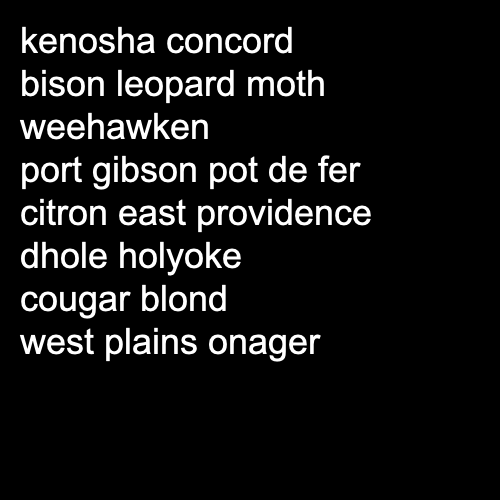 kenosha concord
bison leopard moth
weehawken
port gibson pot de fer
citron east providence
dhole holyoke
cougar blond
west plains onager